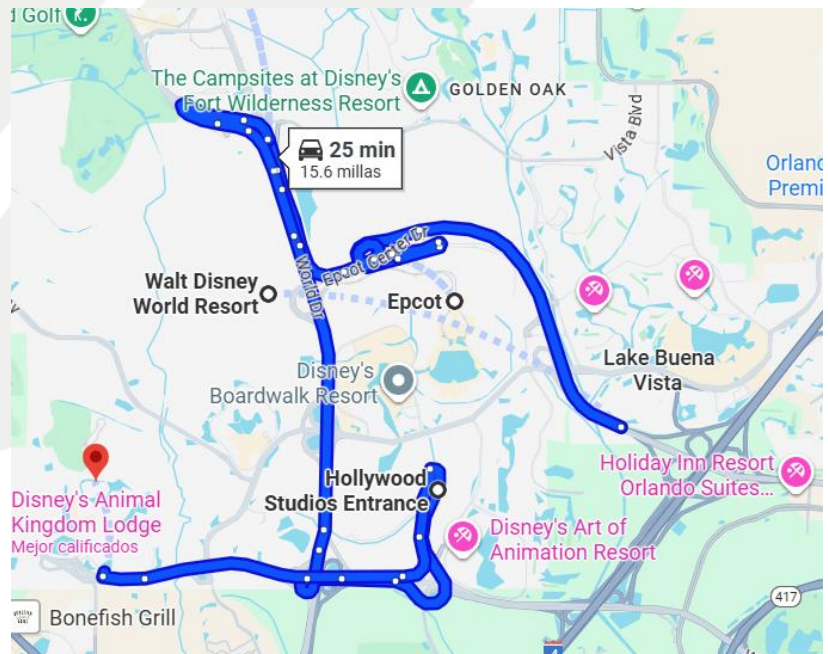 d Golf
The Campsites at Disney's
Fort Wilderness Resort
GOLDEN OAK
Vista Blvd
25 min
15.6 millas
Orland
Premi
World Dr
Epcot Center Dr
Walt Disney
World Resort
Epcot
Disney's
Boardwalk Resort
Lake Buena
Vista
Hollywood
Studios Entrance
Holiday Inn Resort
Orlando Suites...
Disney's Animal
Kingdom Lodge
Mejor calificados
Disney's Art of
Animation Resort
Bonefish Grill
417
4